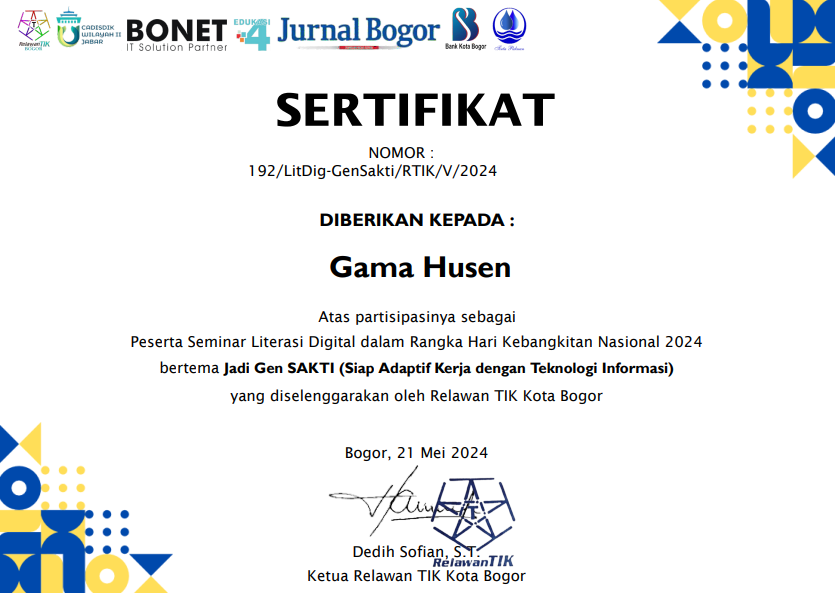 RelawanTIK
BOGOR
CADISDIK
WILAYAH II
JABAR
BONET
IT Solution Partner
EDUKASI
4
Jurnal Bogor
Bank Kota Bogor
SERTIFIKAT
NOMOR :
192/LitDig-GenSakti/RTIK/V/2024
DIBERIKAN KEPADA :
Gama Husen
Atas partisipasinya sebagai
Peserta Seminar Literasi Digital dalam Rangka Hari Kebangkitan Nasional 2024
bertema Jadi Gen SAKTI (Siap Adaptif Kerja dengan Teknologi Informasi)
yang diselenggarakan oleh Relawan TIK Kota Bogor
Bogor, 21 Mei 2024
Dedih Sofian, S.T.
RelawanTIK
Ketua Relawan TIK Kota Bogor